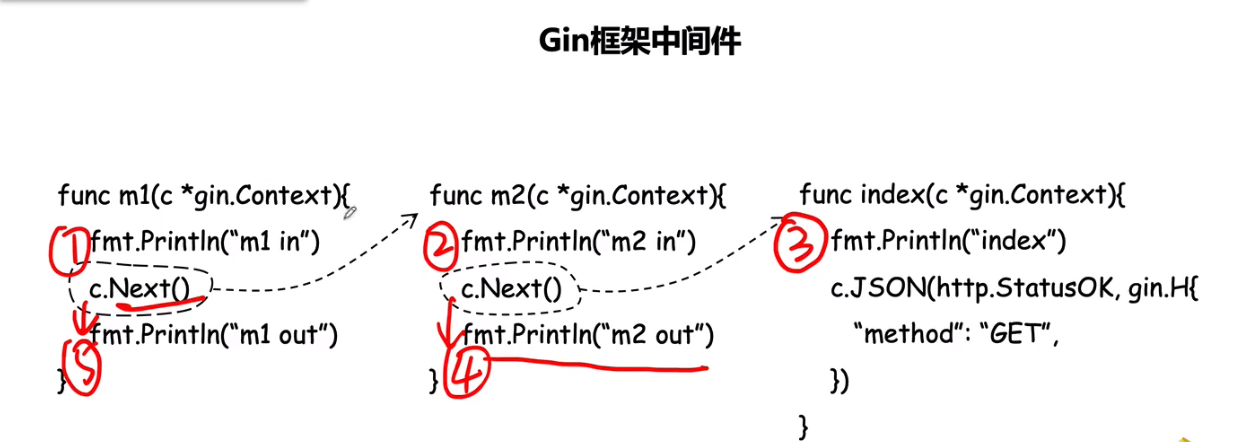 Gin框架中间件
func m1(c *gin.Context){
① fmt.Println("m1 in")
c.Next()
fmt.Println("m1 out")
⑤
}
func m2(c *gin.Context){
② fmt.Println("m2 in")
c.Next()
fmt.Println("m2 out")
④
}
func index(c *gin.Context){
③ fmt.Println("index")
c.JSON(http.StatusOK, gin.H{
"method": "GET",
})
}